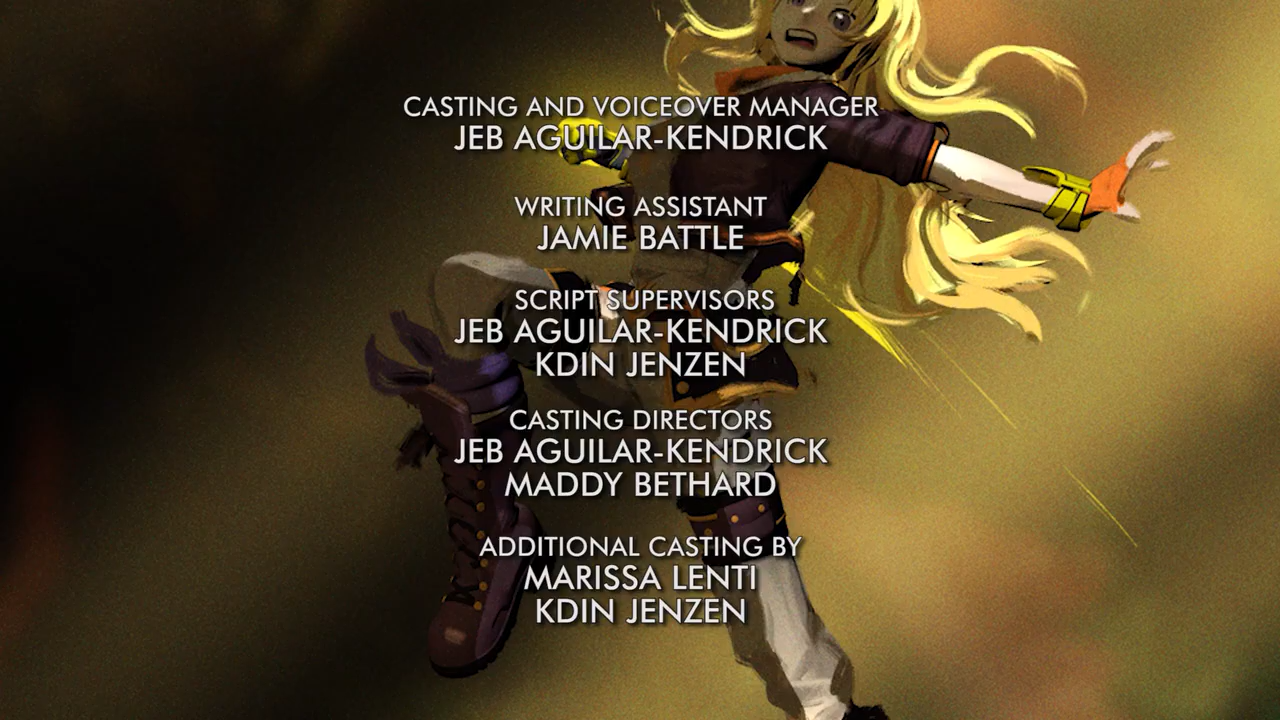 CASTING AND VOICEOVER MANAGER
JEB AGUILAR-KENDRICK
WRITING ASSISTANT
JAMIE BATTLE
SCRIPT SUPERVISORS
JEB AGUILAR-KENDRICK
KDIN JENZEN
CASTING DIRECTORS
JEB AGUILAR-KENDRICK
MADDY BETHARD
ADDITIONAL CASTING BY
MARISSA LENTI
KDIN JENZEN